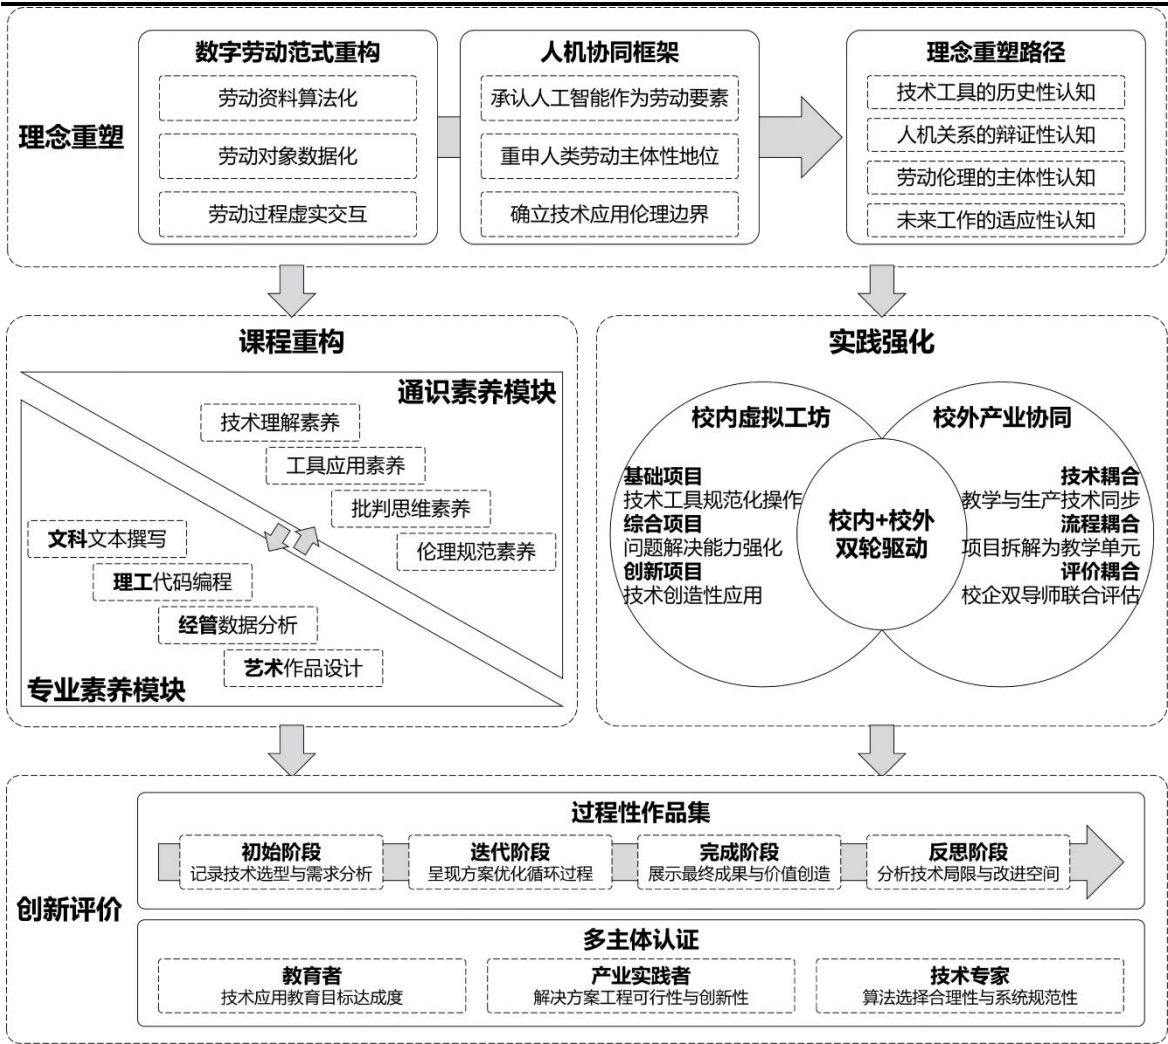 理念重塑
数字劳动范式重构
劳动资料算法化
劳动对象数据化
劳动过程虚实交互
人机协同框架
承认人工智能作为劳动要素
重申人类劳动主体性地位
确立技术应用伦理边界
理念重塑路径
技术工具的历史性认知
人机关系的辩证性认知
劳动伦理的主体性认知
未来工作的适应性认知
课程重构
通识素养模块
技术理解素养
工具应用素养
批判思维素养
伦理规范素养
文科文本撰写
理工代码编程
经管数据分析
艺术作品设计
专业素养模块
实践强化
校内虚拟工坊
基础项目
技术工具规范化操作
综合项目
问题解决能力强化
创新项目
技术创造性应用
校内+校外
双轮驱动
校外产业协同
技术耦合
教学与生产技术同步
流程耦合
项目拆解为教学单元
评价耦合
校企双导师联合评估
创新评价
过程性作品集
初始阶段
记录技术选型与需求分析
迭代阶段
呈现方案优化循环过程
完成阶段
展示最终成果与价值创造
反思阶段
分析技术局限与改进空间
多主体认证
教育者
技术应用教育目标达成度
产业实践者
解决方案工程可行性与创新性
技术专家
算法选择合理性与系统规范性